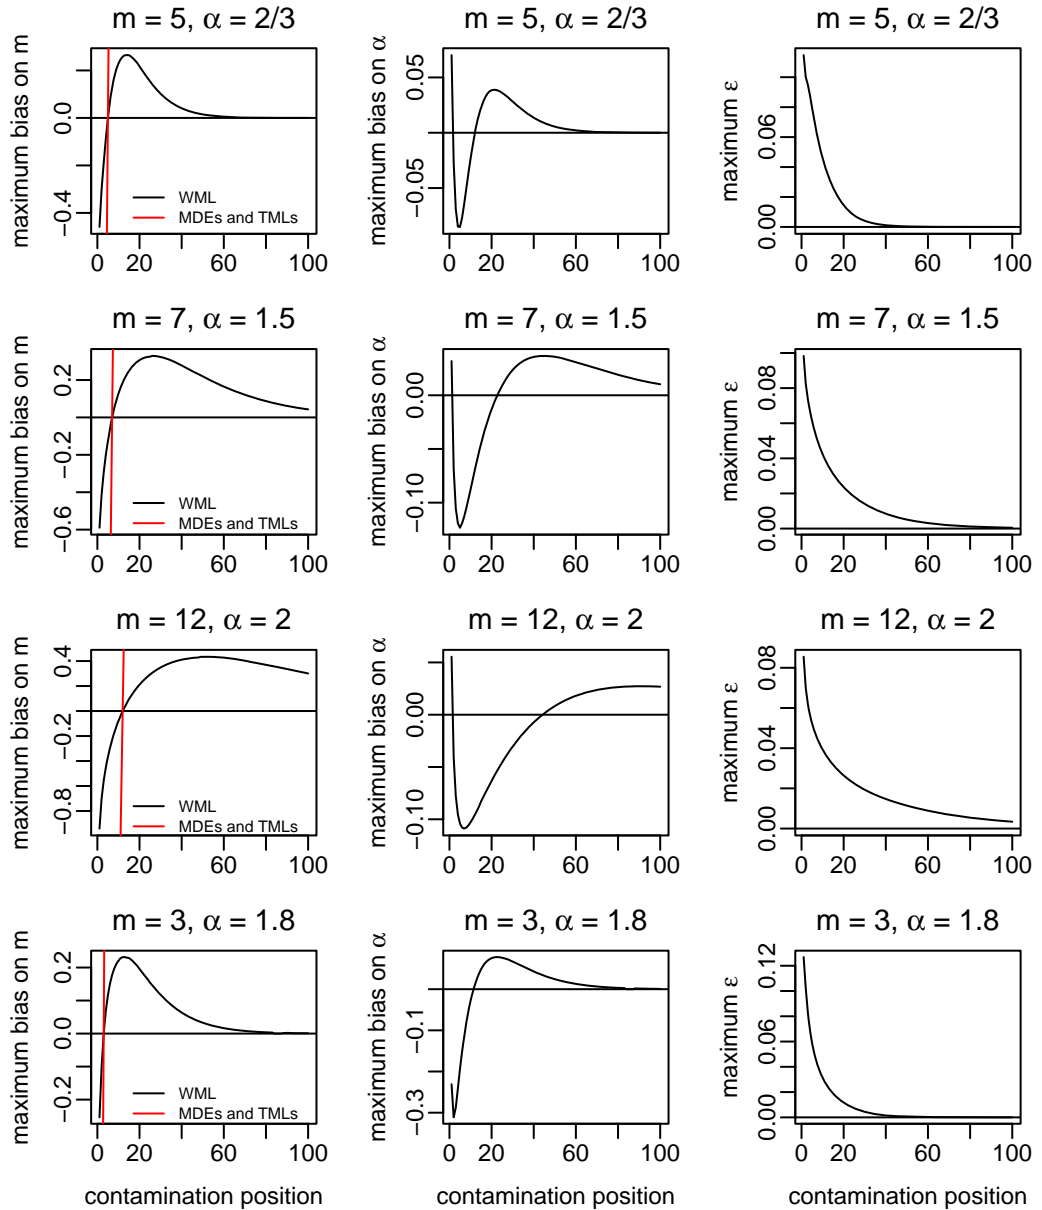 m = 5, α = 2/3
maximum bias on m
0.0
−0.4
WML
MDEs and TMLs
0 20 60 100
m = 5, α = 2/3
maximum bias on α
0.05
−0.05
0 20 60 100
m = 5, α = 2/3
maximum ε
0.06
0.00
0 20 60 100
m = 7, α = 1.5
maximum bias on m
0.2
−0.2
−0.6
WML
MDEs and TMLs
0 20 60 100
m = 7, α = 1.5
maximum bias on α
0.00
−0.10
0 20 60 100
m = 7, α = 1.5
maximum ε
0.08
0.04
0.00
0 20 60 100
m = 12, α = 2
maximum bias on m
0.4
−0.2
−0.8
WML
MDEs and TMLs
0 20 60 100
m = 12, α = 2
maximum bias on α
0.00
−0.10
0 20 60 100
m = 12, α = 2
maximum ε
0.08
0.04
0.00
0 20 60 100
m = 3, α = 1.8
maximum bias on m
0.2
0.0
−0.2
WML
MDEs and TMLs
0 20 60 100
contamination position
m = 3, α = 1.8
maximum bias on α
−0.1
−0.3
0 20 60 100
contamination position
m = 3, α = 1.8
maximum ε
0.12
0.06
0.00
0 20 60 100
contamination position